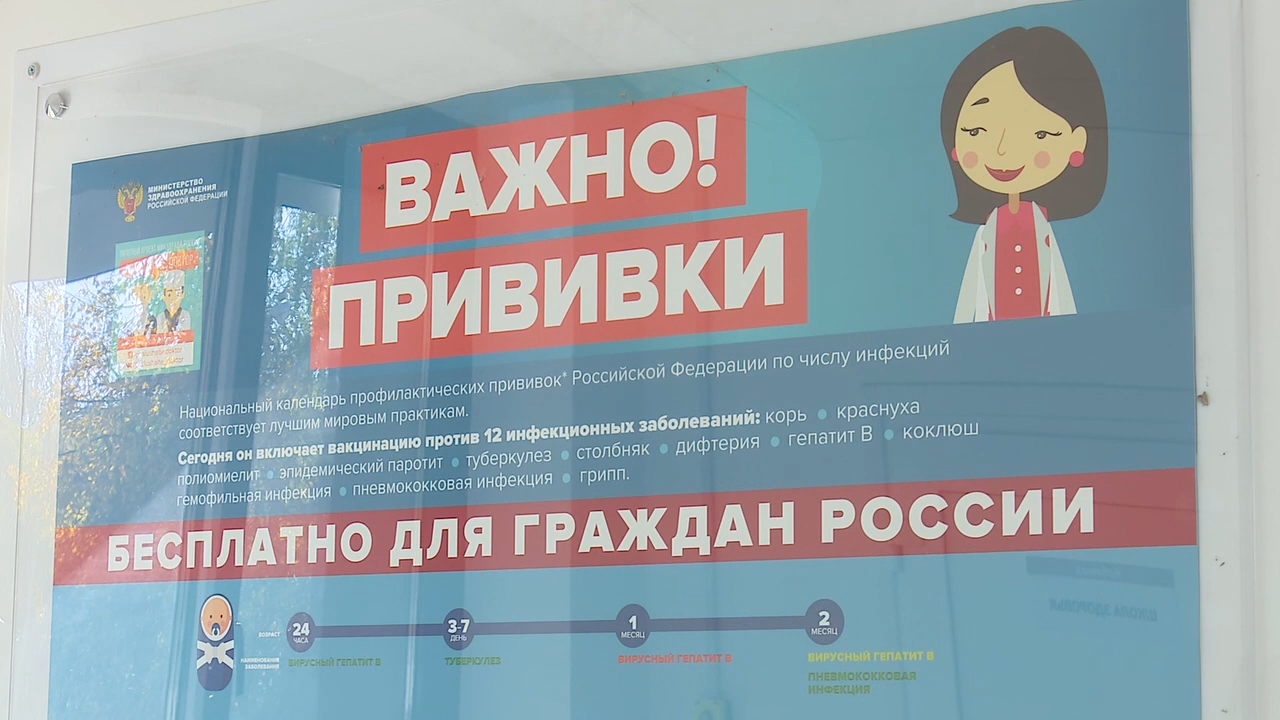 МИНИСТЕРСТВО
ЗДРАВООХРАНЕНИЯ
РОССИЙСКОЙ ФЕДЕРАЦИИ
ВАЖНО!
ПРИВИВКИ
Национальный календарь профилактических прививок* Российской Федерации по числу инфекций
соответствует лучшим мировым практикам.
Сегодня он включает вакцинацию против 12 инфекционных заболеваний: корь • краснуха
полиомиелит • эпидемический паротит • туберкулез • столбняк • дифтерия • гепатит В • коклюш
гемофильная инфекция • пневмококковая инфекция • грипп.
БЕСПЛАТНО ДЛЯ ГРАЖДАН РОССИИ
ВОЗРАСТ
24 ЧАСА
3-7 ДЕНЬ
1 МЕСЯЦ
2 МЕСЯЦ
НАИМЕНОВАНИЕ
ЗАБОЛЕВАНИЯ
ВИРУСНЫЙ ГЕПАТИТ В
ТУБЕРКУЛЕЗ
ВИРУСНЫЙ ГЕПАТИТ В
ВИРУСНЫЙ ГЕПАТИТ В
ПНЕВМОКОККОВАЯ
ИНФЕКЦИЯ